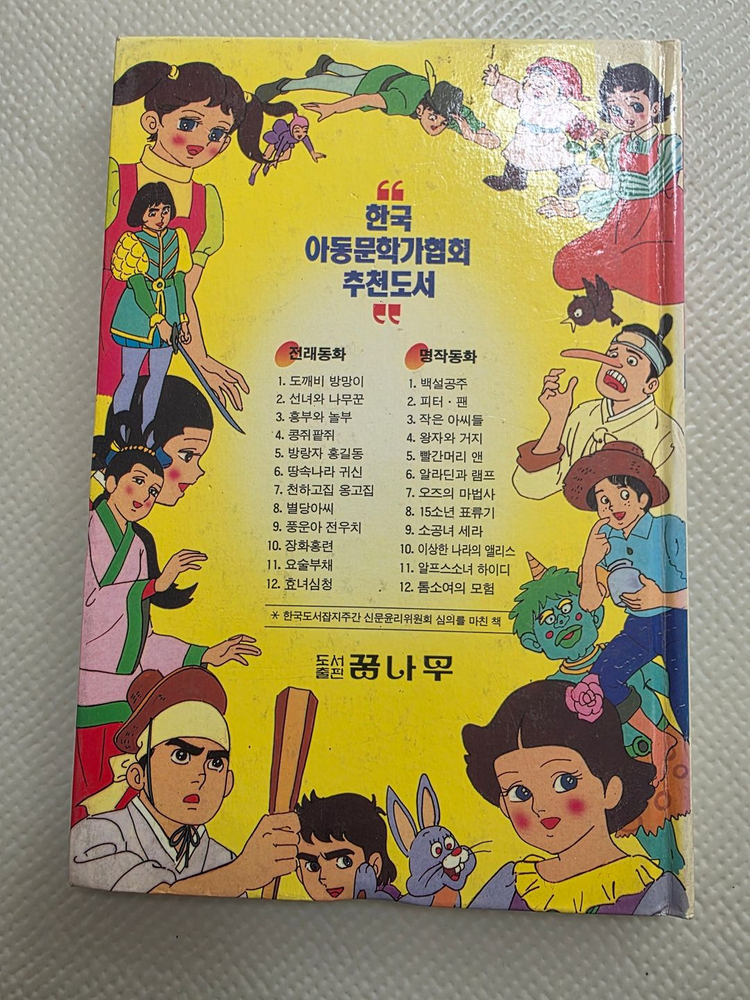 “
한국
아동문학가협회
추천도서
”
전래동화
1. 도깨비 방망이
2. 선녀와 나무꾼
3. 흥부와 놀부
4. 콩쥐팥쥐
5. 방랑자 홍길동
6. 땅속나라 귀신
7. 천하고집 옹고집
8. 별당아씨
9. 풍운아 전우치
10. 장화홍련
11. 요술부채
12. 효녀심청
명작동화
1. 백설공주
2. 피터 · 팬
3. 작은 아씨들
4. 왕자와 거지
5. 빨간머리 앤
6. 알라딘과 램프
7. 오즈의 마법사
8. 15소년 표류기
9. 소공녀 세라
10. 이상한 나라의 앨리스
11. 알프스소녀 하이디
12. 톰소여의 모험
* 한국도서잡지주간 신문윤리위원회 심의를 마친 책
도서출판 꿈나무